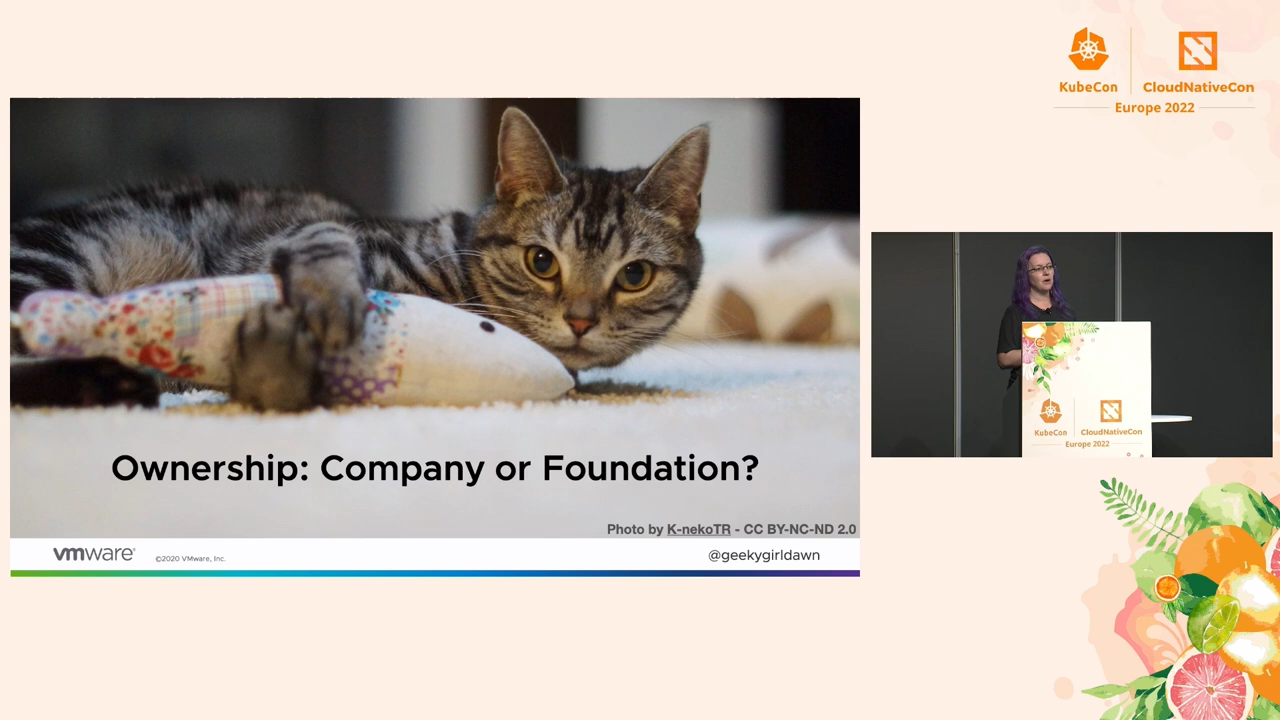 KubeCon
CloudNativeCon
Europe 2022
Ownership: Company or Foundation?
Photo by K-nekoTR - CC BY-NC-ND 2.0
vmware®
©2020 VMware, Inc.
@geekygirldawn
KubeCon
CloudNativeCon
Europe 2022